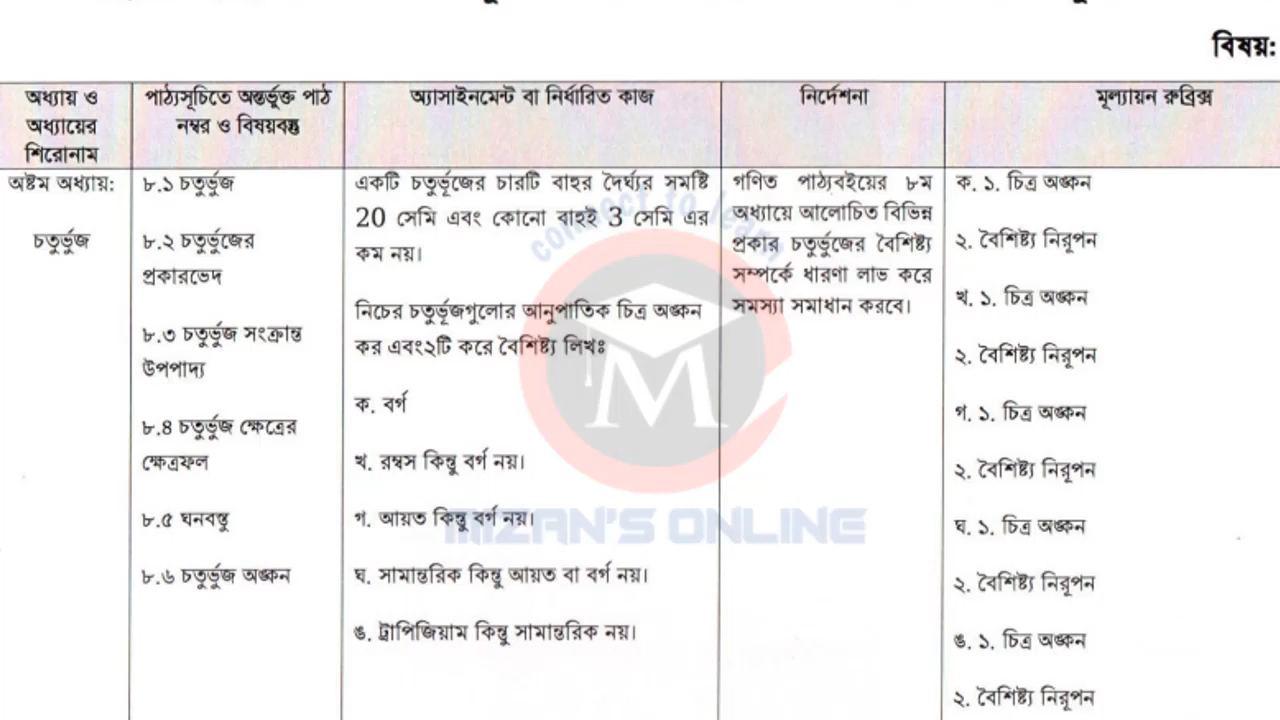 বিষয়:
অধ্যায় ও
অধ্যায়ের
শিরোনাম
পাঠ্যসূচিতে অন্তর্ভুক্ত পাঠ
নম্বর ও বিষয়বস্তু
অ্যাসাইনমেন্ট বা নির্ধারিত কাজ
নির্দেশনা
মূল্যায়ন রুব্রিক্স
অষ্টম অধ্যায়:
চতুর্ভুজ
৮.১ চতুর্ভুজ
৮.২ চতুর্ভুজের
প্রকারভেদ
৮.৩ চতুর্ভুজ সংক্রান্ত
উপপাদ্য
৮.৪ চতুর্ভুজ ক্ষেত্রের
ক্ষেত্রফল
৮.৫ ঘনবস্তু
৮.৬ চতুর্ভুজ অঙ্কন
একটি চতুর্ভূজের চারটি বাহুর দৈর্ঘ্যর সমষ্টি
20 সেমি এবং কোনো বাহুই 3 সেমি এর
কম নয়।
নিচের চতুর্ভূজগুলোর আনুপাতিক চিত্র অঙ্কন
কর এবং২টি করে বৈশিষ্ট্য লিখঃ
ক. বর্গ
খ. রম্বস কিন্তু বর্গ নয়।
গ. আয়ত কিন্তু বর্গ নয়।
ঘ. সামান্তরিক কিন্তু আয়ত বা বর্গ নয়।
ঙ. ট্রাপিজিয়াম কিন্তু সামান্তরিক নয়।
গণিত পাঠ্যবইয়ের ৮ম
অধ্যায়ে আলোচিত বিভিন্ন
প্রকার চতুর্ভুজের বৈশিষ্ট্য
সম্পর্কে ধারণা লাভ করে
সমস্যা সমাধান করবে।
ক. ১. চিত্র অঙ্কন
২. বৈশিষ্ট্য নিরূপন
খ. ১. চিত্র অঙ্কন
২. বৈশিষ্ট্য নিরূপন
গ. ১. চিত্র অঙ্কন
২. বৈশিষ্ট্য নিরূপন
ঘ. ১. চিত্র অঙ্কন
২. বৈশিষ্ট্য নিরূপন
ঙ. ১. চিত্র অঙ্কন
২. বৈশিষ্ট্য নিরূপন
connect to learn
M
MIZAN'S ONLINE